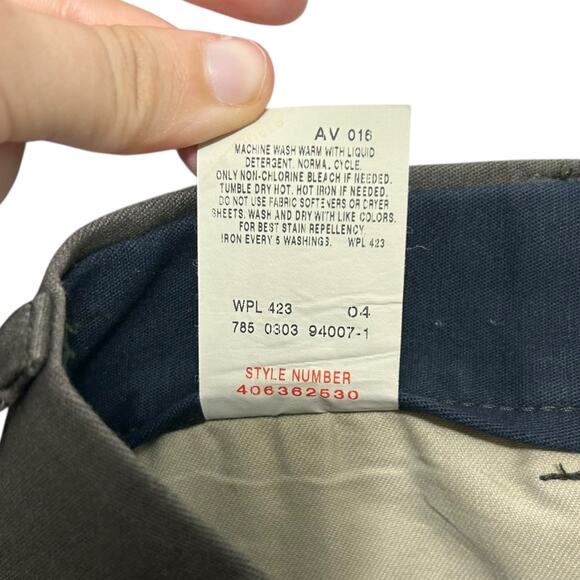 AV 016
MACHINE WASH WARM WITH LIQUID
DETERGENT. NORMAL CYCLE.
ONLY NON-CHLORINE BLEACH IF NEEDED.
TUMBLE DRY HOT. HOT IRON IF NEEDED.
DO NOT USE FABRIC SOFTENERS OR DRYER
SHEETS. WASH AND DRY WITH LIKE COLORS.
FOR BEST STAIN REPELLENCY,
IRON EVERY 5 WASHINGS. WPL 423
WPL 423 04
785 0303 94007-1
STYLE NUMBER
406362530